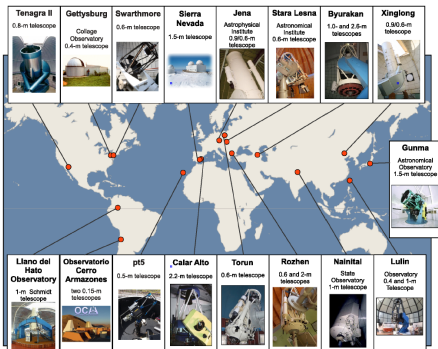 Tenagra II
0.8-m telescope
Gettysburg
Collage
Observatory
0.4-m telescope
Swarthmore
0.6-m telescope
Sierra
Nevada
1.5-m telescope
Jena
Astrophysical
Institute
0.9/0.6-m
telescope
Stara Lesna
Astronomical
Institute
0.6-m telescope
Byurakan
1.0- and 2.6-m
telescopes
Xinglong
0.9/0.6-m
telescope
Gunma
Astronomical
Observatory
1.5-m telescope
Llano del
Hato
Observatory
1-m Schmidt
telescope
Observatorio
Cerro
Armazones
two 0.15-m
telescopes
OCA
pt5
0.5-m telescope
Calar Alto
2.2-m telescope
Torun
0.6-m telescope
Rozhen
0.6 and 2-m
telescopes
Nainital
State
Observatory
1-m telescope
Lulin
Observatory
0.4 and 1-m
Telescope